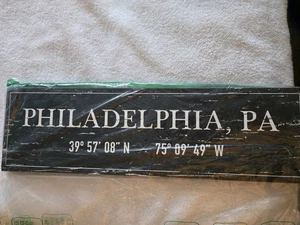 PHILADELPHIA, PA
39° 57' 08" N 75° 09' 49" W